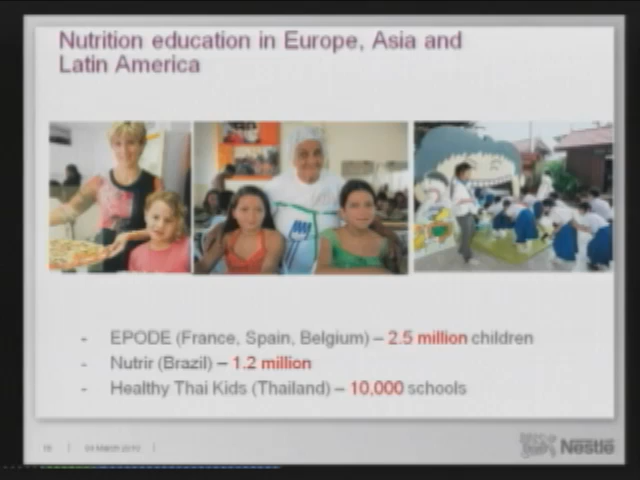 Nutrition education in Europe, Asia and
Latin America
- EPODE (France, Spain, Belgium) – 2.5 million children
- Nutrir (Brazil) – 1.2 million
- Healthy Thai Kids (Thailand) – 10,000 schools
Nestlé